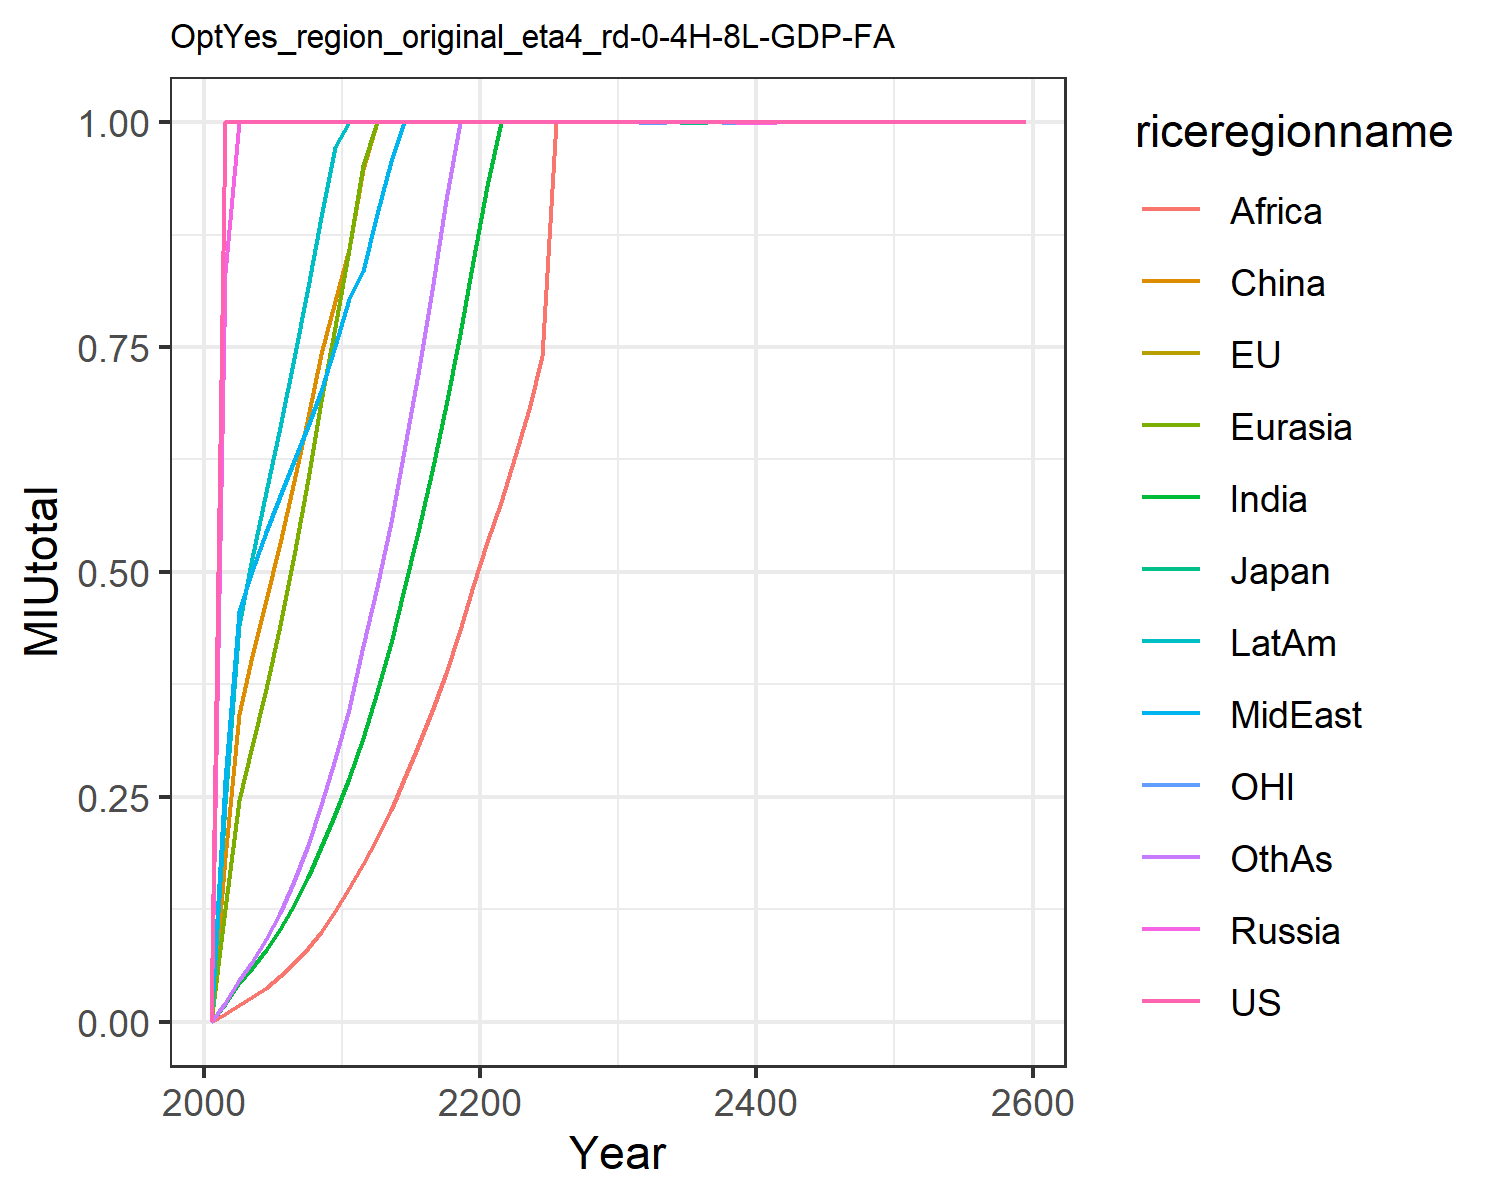 OptYes_region_original_eta4_rd-0-4H-8L-GDP-FA
1.00
0.75
0.50
0.25
0.00
MIUtotal
2000 2200 2400 2600
Year
riceregionname
Africa
China
EU
Eurasia
India
Japan
LatAm
MidEast
OHI
OthAs
Russia
US